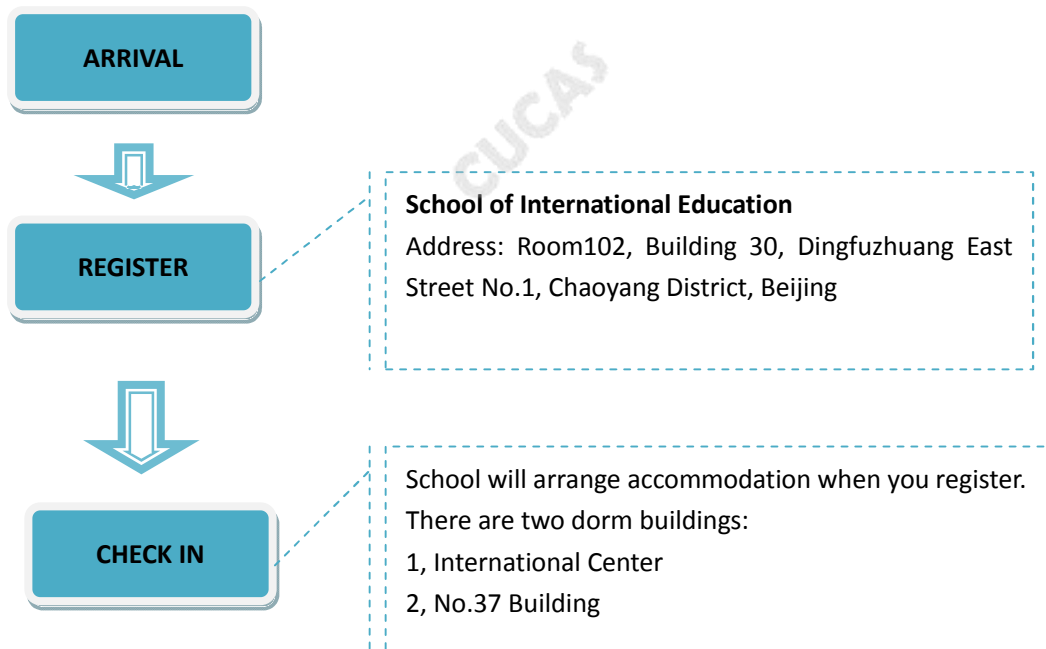 ARRIVAL
CUCAS
REGISTER
School of International Education
Address: Room102, Building 30, Dingfuzhuang East
Street No.1, Chaoyang District, Beijing
CHECK IN
School will arrange accommodation when you register.
There are two dorm buildings:
1, International Center
2, No.37 Building